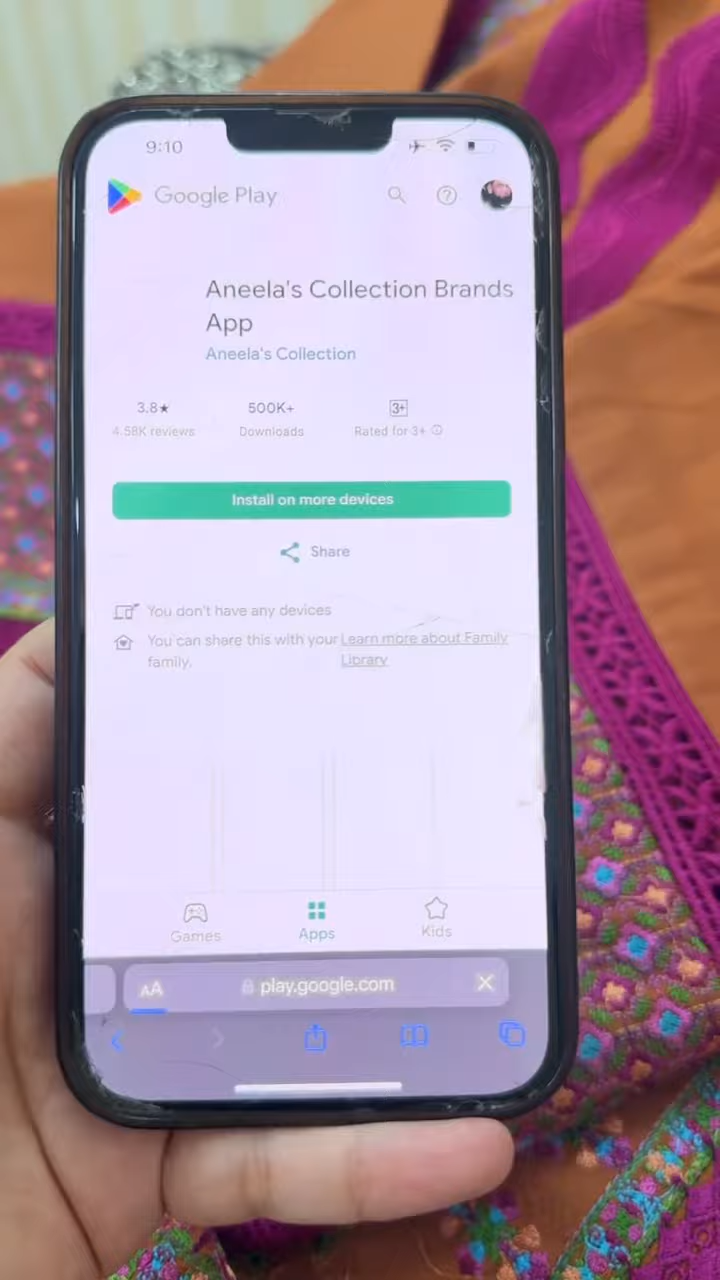 9:10
Google Play
Aneela's Collection Brands
App
Aneela's Collection
3.8★
4.58K reviews
500K+
Downloads
3+
Rated for 3+
Install on more devices
Share
You don't have any devices
You can share this with your family.
Learn more about Family Library
Games
Apps
Kids
AA
play.google.com